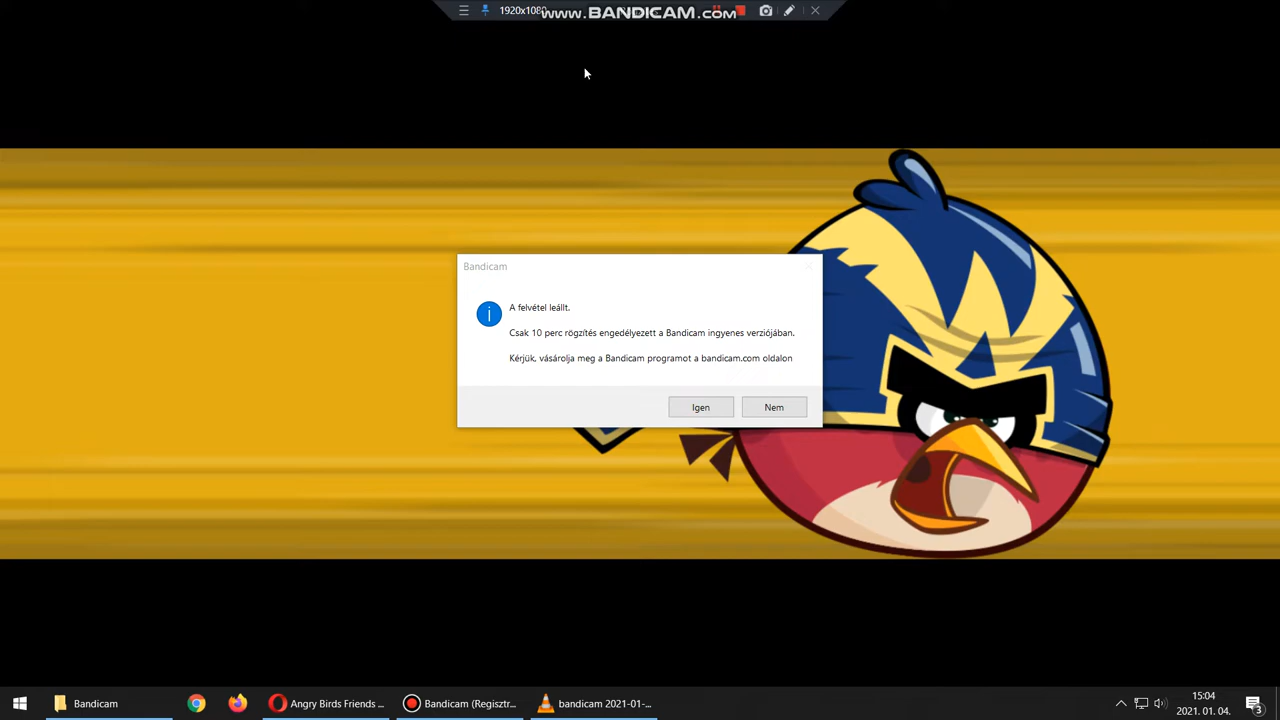 1920x1080
www.BANDICAM.com
Bandicam
A felvétel leállt.
Csak 10 perc rögzítés engedélyezett a Bandicam ingyenes verziójában.
Kérjük, vásárolja meg a Bandicam programot a bandicam.com oldalon
Igen
Nem
Bandicam
Angry Birds Friends ...
Bandicam (Regisztr...
bandicam 2021-01-...
15:04
2021. 01. 04.
3